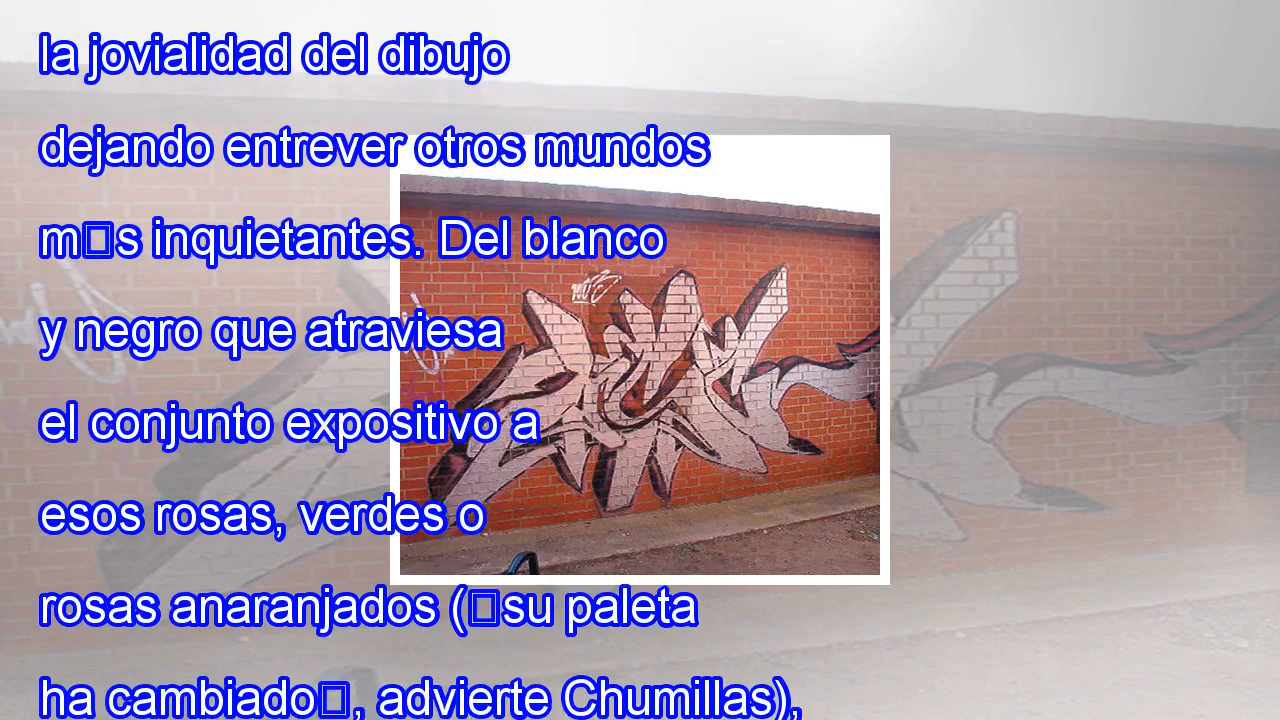 la jovialidad del dibujo
dejando entrever otros mundos
m□s inquietantes. Del blanco
y negro que atraviesa
el conjunto expositivo a
esos rosas, verdes o
rosas anaranjados (□su paleta
ha cambiado□, advierte Chumillas),